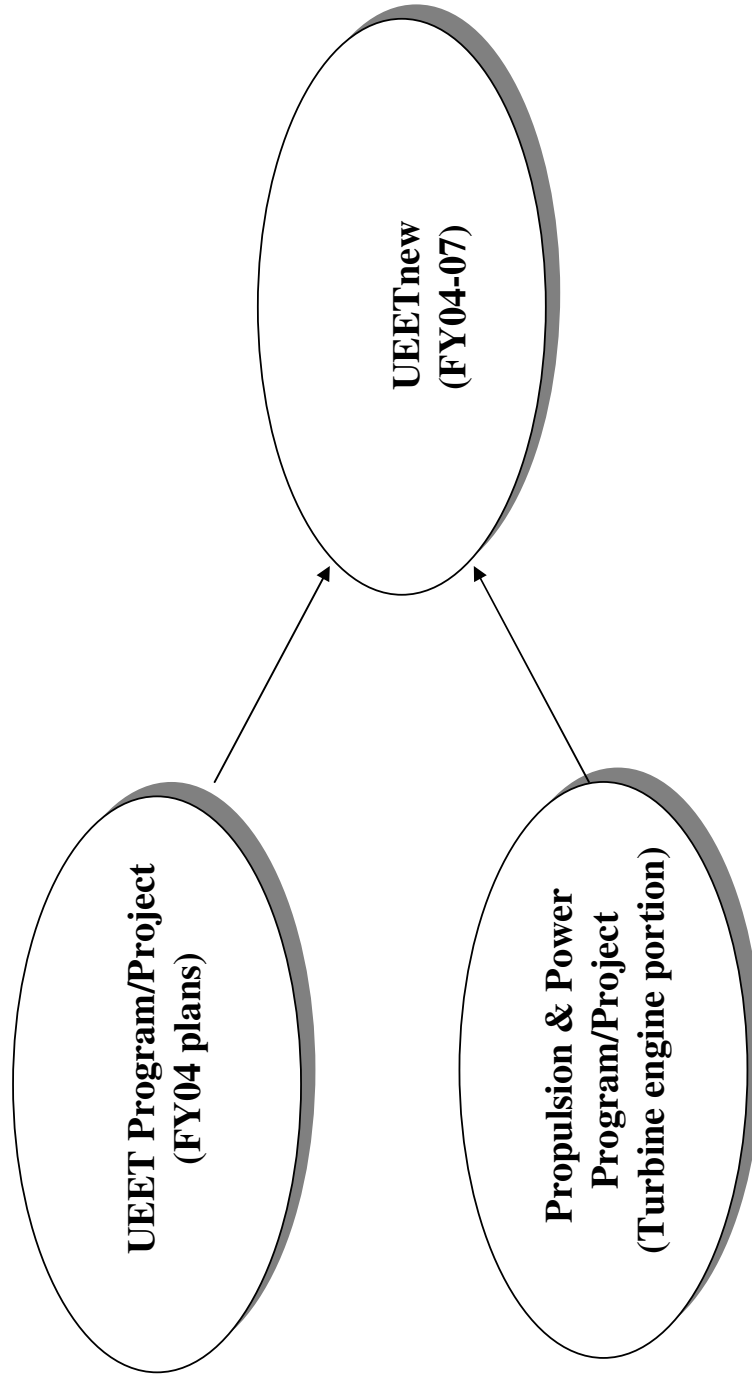 UEET Program/Project
(FY04 plans)
Propulsion & Power
Program/Project
(Turbine engine portion)
UEETnew
(FY04-07)